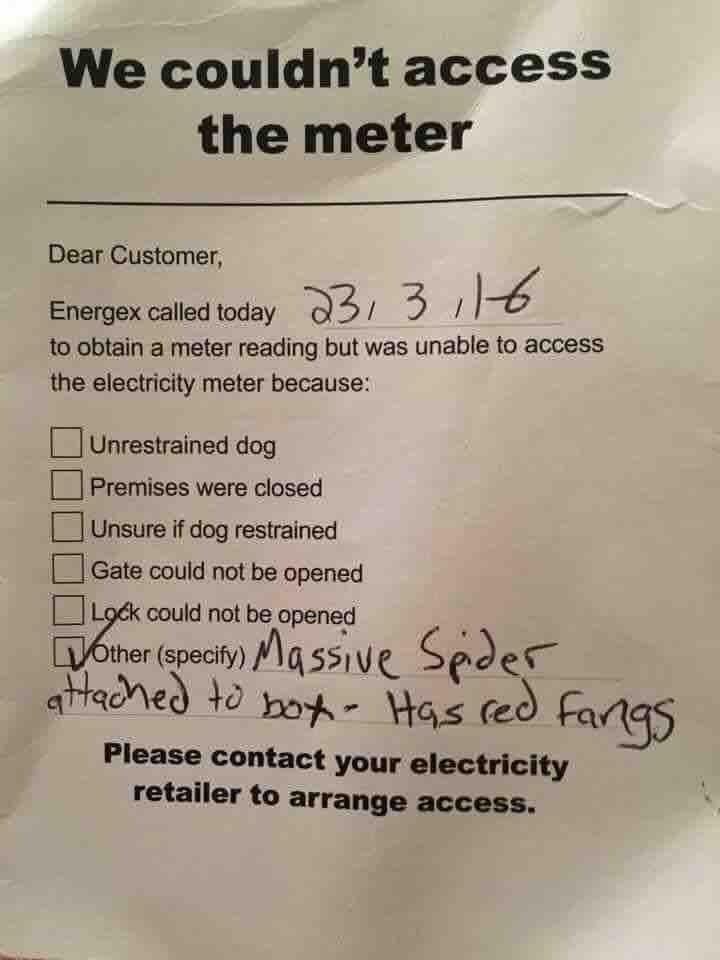 We couldn't access
the meter
Dear Customer,
Energex called today 23, 3, 16
to obtain a meter reading but was unable to access
the electricity meter because:
Unrestrained dog
Premises were closed
Unsure if dog restrained
Gate could not be opened
Lock could not be opened
Other (specify) Massive Spider
attached to box - Has red fangs
Please contact your electricity
retailer to arrange access.